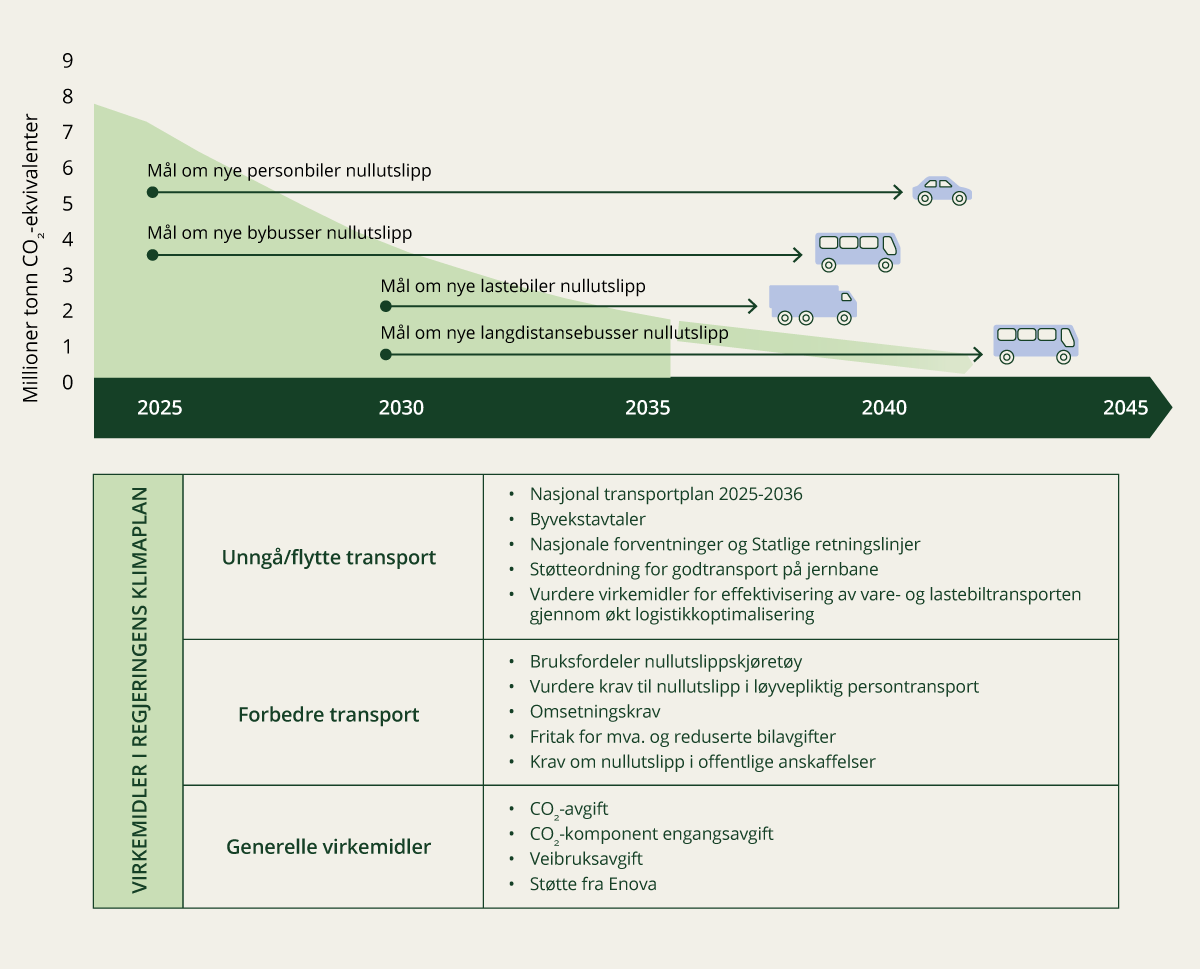 Millioner tonn CO₂-ekvivalenter
9
8
7
6
5
4
3
2
1
0
Mål om nye personbiler nullutslipp
Mål om nye bybusser nullutslipp
Mål om nye lastebiler nullutslipp
Mål om nye langdistansebusser nullutslipp
2025 2030 2035 2040 2045
VIRKEMIDLER I REGJERINGENS KLIMAPLAN
Unngå/flytte transport
• Nasjonal transportplan 2025-2036
• Byvekstavtaler
• Nasjonale forventninger og Statlige retningslinjer
• Støtteordning for godtransport på jernbane
• Vurdere virkemidler for effektivisering av vare- og lastebiltransporten
gjennom økt logistikkoptimalisering
Forbedre transport
• Bruksfordeler nullutslippskjøretøy
• Vurdere krav til nullutslipp i løyvepliktig persontransport
• Omsetningskrav
• Fritak for mva. og reduserte bilavgifter
• Krav om nullutslipp i offentlige anskaffelser
Generelle virkemidler
• CO₂-avgift
• CO₂-komponent engangsavgift
• Veibruksavgift
• Støtte fra Enova